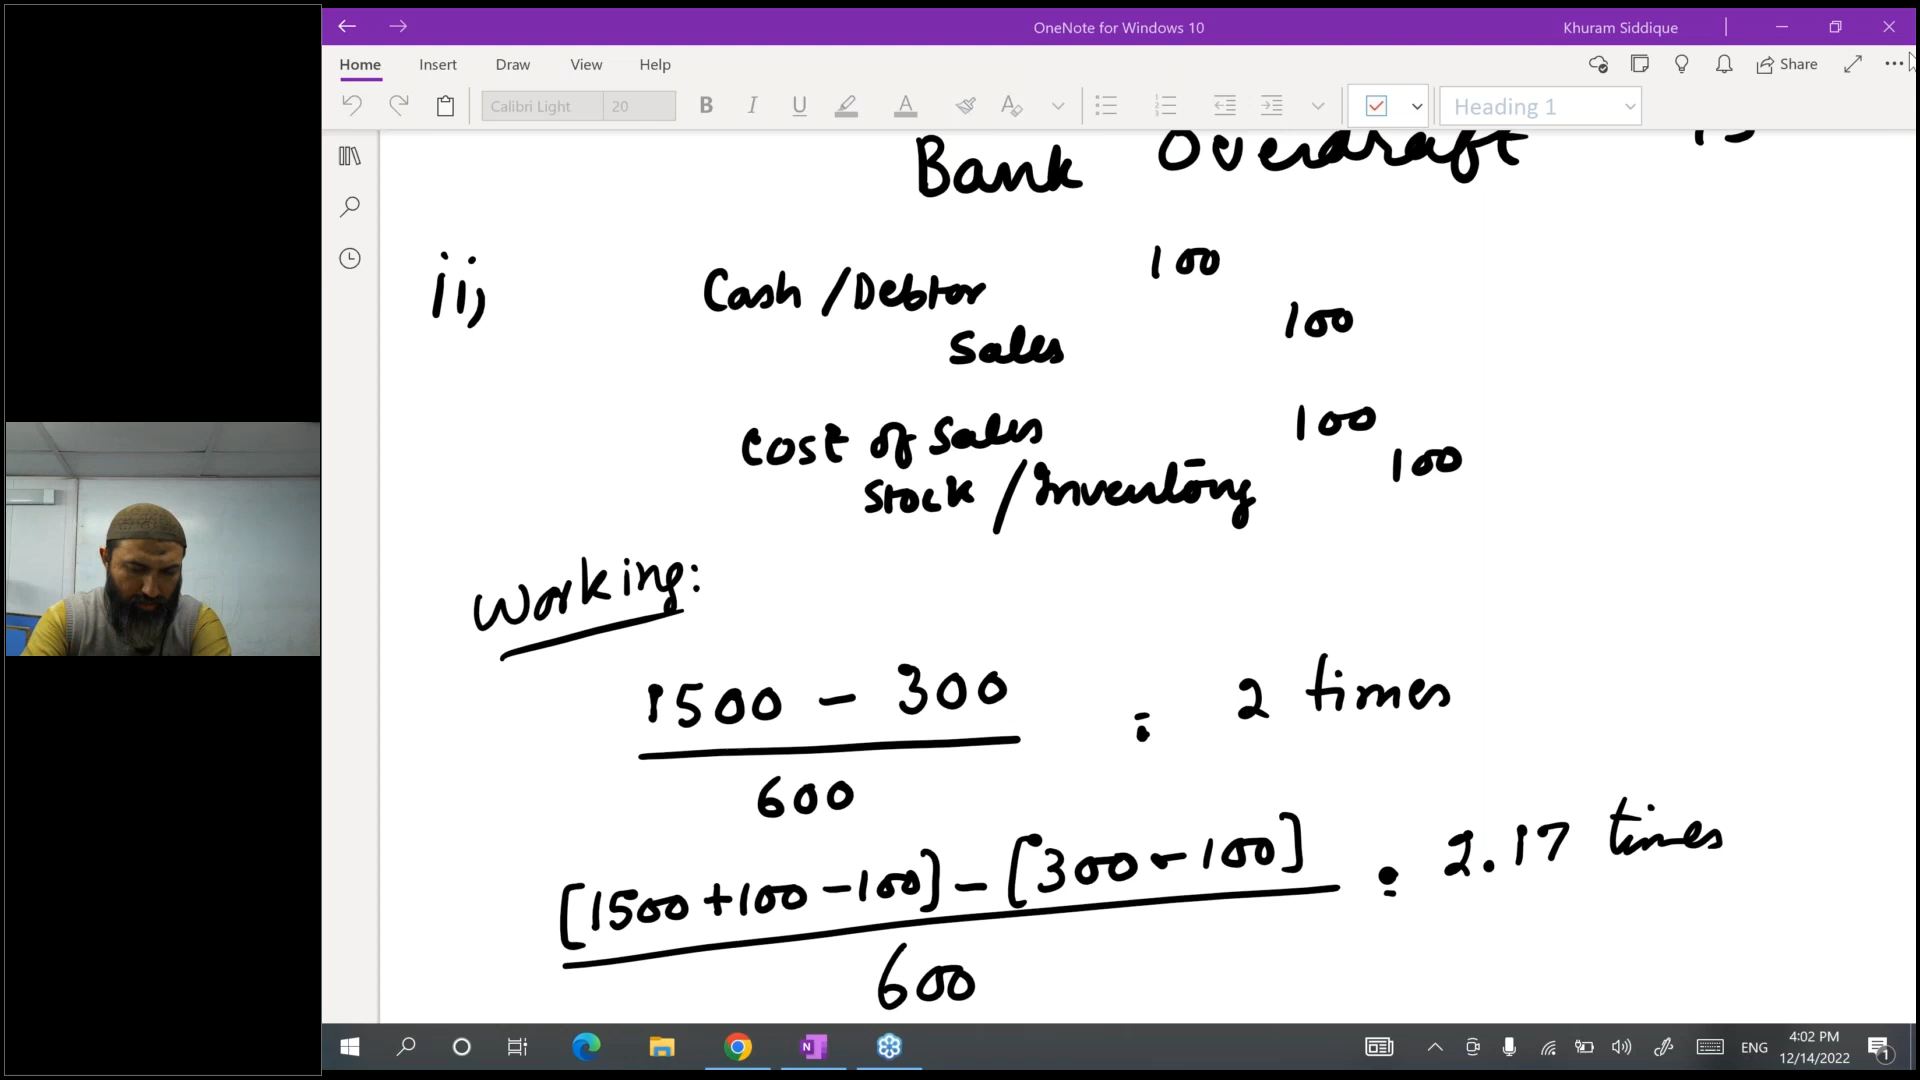 OneNote for Windows 10
Khuram Siddique
Home Insert Draw View Help
Share
Calibri Light 20
B I U A
Heading 1
Bank Overdraft
ii,
Cash / Debtor 100
Sales 100
Cost of Sales 100
Stock / Inventory 100
Working:
1500 - 300
600
= 2 times
[1500 + 100 - 100] - [300 - 100]
600
= 2.17 times
ENG
4:02 PM
12/14/2022
1